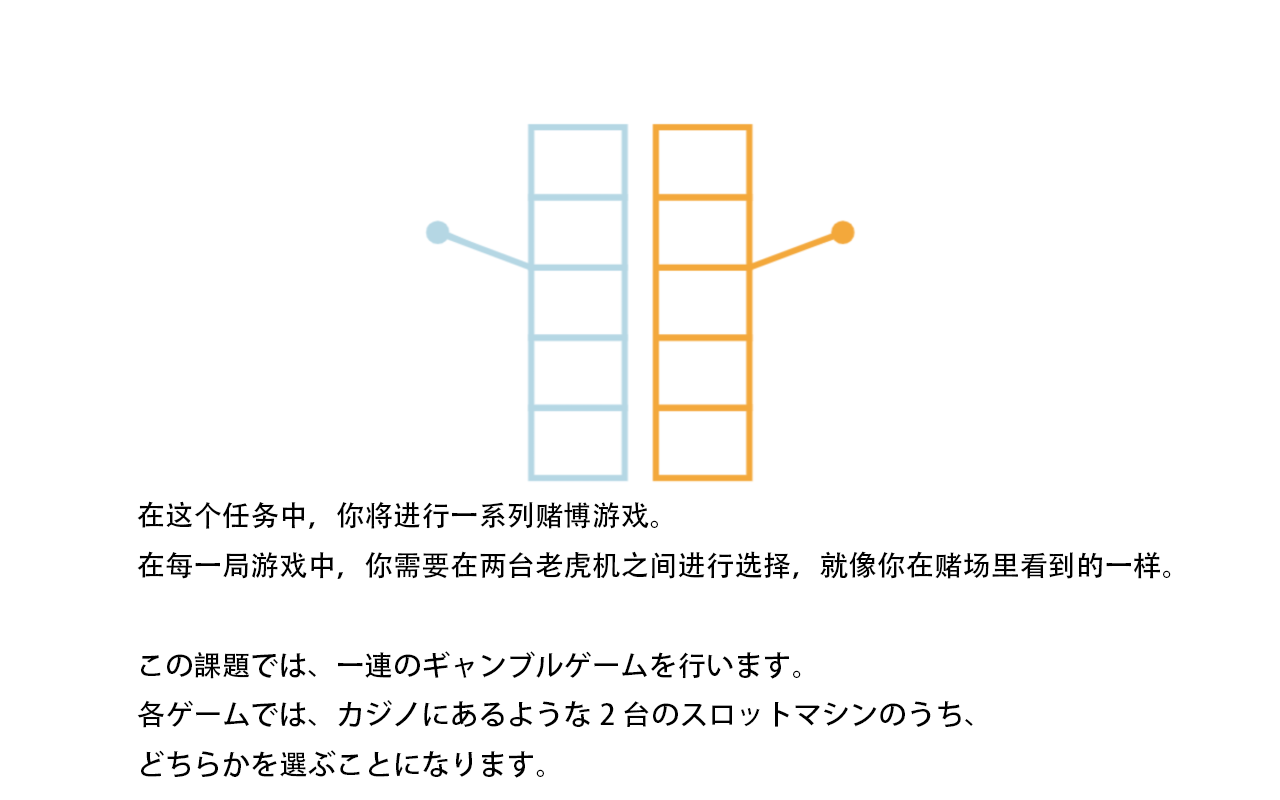 在这个任务中，你将进行一系列赌博游戏。
在每一局游戏中，你需要在两台老虎机之间进行选择，就像你在赌场里看到的一样。
この課題では、一連のギャンブルゲームを行います。
各ゲームでは、カジノにあるような 2 台のスロットマシンのうち、
どちらかを選ぶことになります。